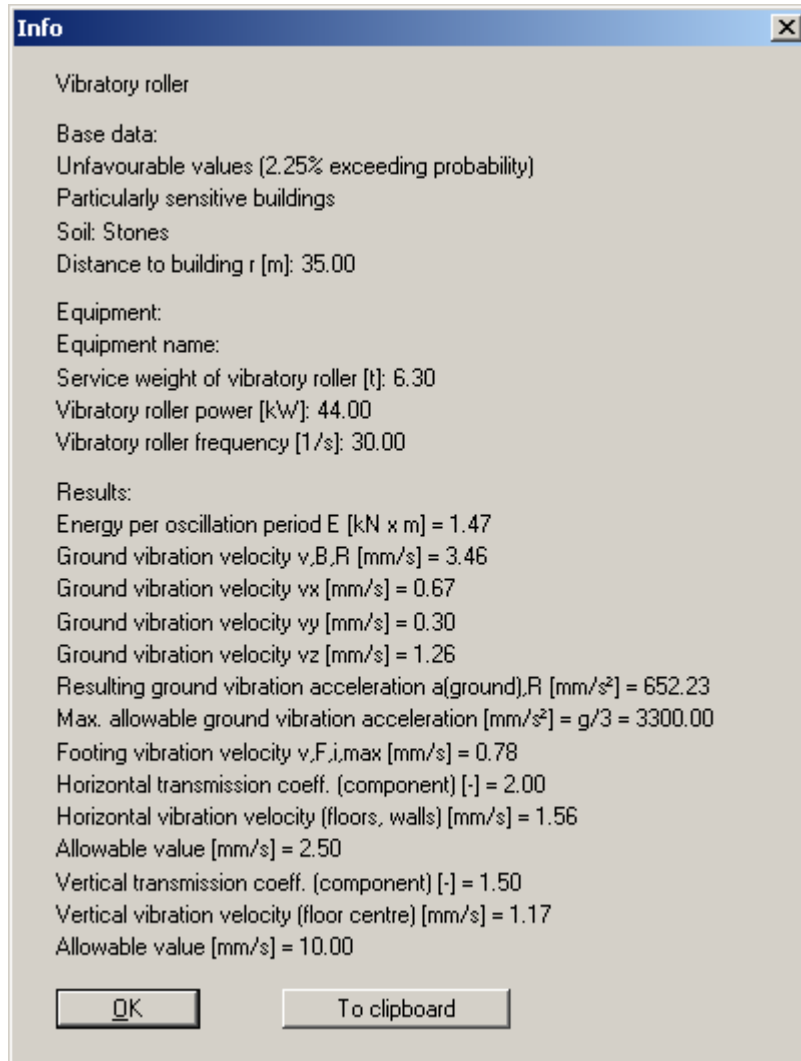 Info
Vibratory roller
Base data:
Unfavourable values (2.25% exceeding probability)
Particularly sensitive buildings
Soil: Stones
Distance to building r [m]: 35.00
Equipment:
Equipment name:
Service weight of vibratory roller [t]: 6.30
Vibratory roller power [kW]: 44.00
Vibratory roller frequency [1/s]: 30.00
Results:
Energy per oscillation period E [kN x m] = 1.47
Ground vibration velocity v,B,R [mm/s] = 3.46
Ground vibration velocity vx [mm/s] = 0.67
Ground vibration velocity vy [mm/s] = 0.30
Ground vibration velocity vz [mm/s] = 1.26
Resulting ground vibration acceleration a(ground),R [mm/s²] = 652.23
Max. allowable ground vibration acceleration [mm/s²] = g/3 = 3300.00
Footing vibration velocity v,F,i,max [mm/s] = 0.78
Horizontal transmission coeff. (component) [-] = 2.00
Horizontal vibration velocity (floors, walls) [mm/s] = 1.56
Allowable value [mm/s] = 2.50
Vertical transmission coeff. (component) [-] = 1.50
Vertical vibration velocity (floor centre) [mm/s] = 1.17
Allowable value [mm/s] = 10.00
OK To clipboard